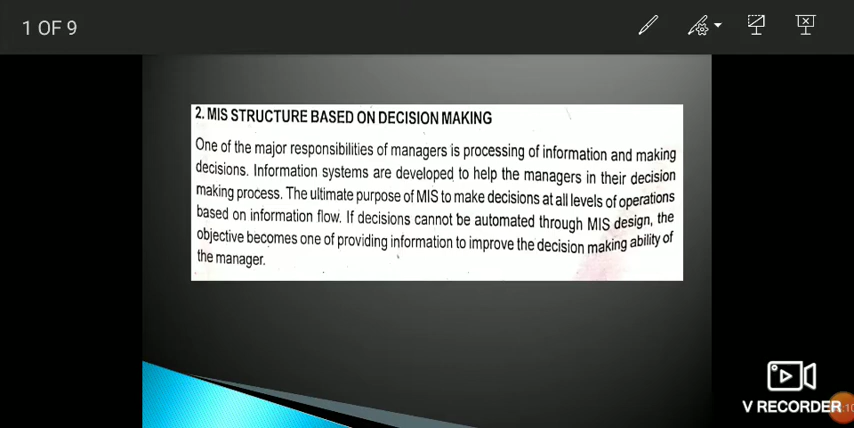 1 OF 9
2. MIS STRUCTURE BASED ON DECISION MAKING
One of the major responsibilities of managers is processing of information and making
decisions. Information systems are developed to help the managers in their decision
making process. The ultimate purpose of MIS to make decisions at all levels of operations
based on information flow. If decisions cannot be automated through MIS design, the
objective becomes one of providing information to improve the decision making ability of
the manager.
V RECORDER